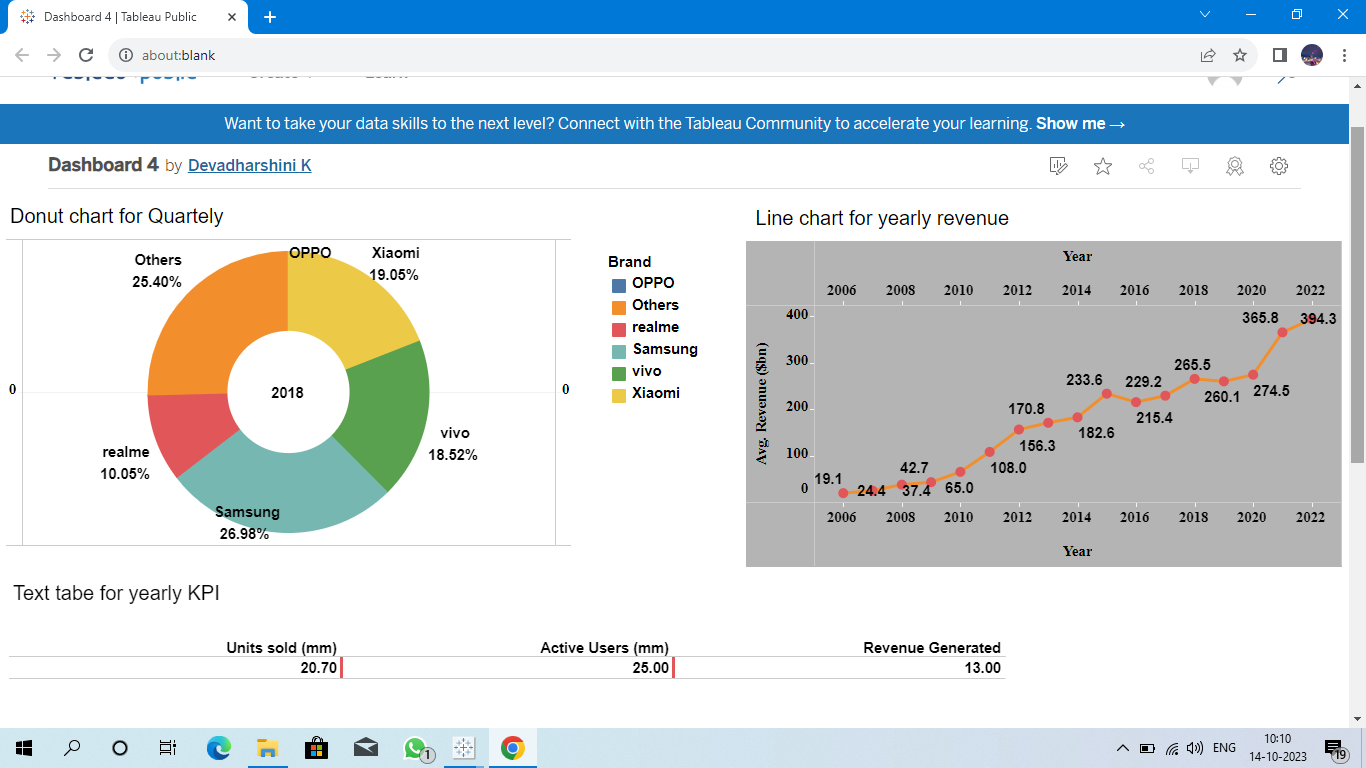 Dashboard 4 | Tableau Public
about:blank
Want to take your data skills to the next level? Connect with the Tableau Community to accelerate your learning. Show me →
Dashboard 4 by Devadharshini K
Donut chart for Quartely
OPPO
Xiaomi
19.05%
Others
25.40%
0
2018
0
vivo
18.52%
realme
10.05%
Samsung
26.98%
Brand
OPPO
Others
realme
Samsung
vivo
Xiaomi
Line chart for yearly revenue
Year
2006 2008 2010 2012 2014 2016 2018 2020 2022
Avg. Revenue ($bn)
400
300
200
100
0
19.1
24.4
37.4
42.7
65.0
108.0
156.3
170.8
182.6
233.6
215.4
229.2
265.5
260.1
274.5
365.8
394.3
2006 2008 2010 2012 2014 2016 2018 2020 2022
Year
Text tabe for yearly KPI
Units sold (mm) Active Users (mm) Revenue Generated
20.70 25.00 13.00
1
ENG
10:10
14-10-2023
19